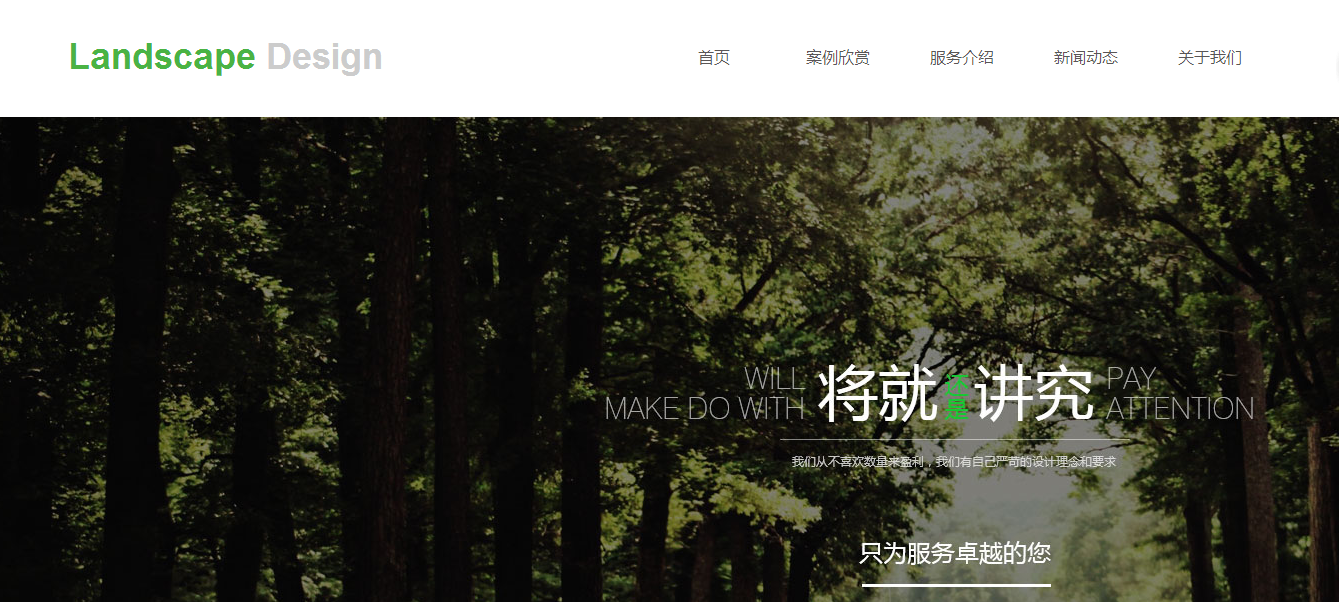 Landscape Design
首页 案例欣赏 服务介绍 新闻动态 关于我们
WILL
MAKE DO WITH
将就还是讲究
PAY
ATTENTION
我们从不喜欢数量来盈利，我们有自己严苛的设计理念和要求
只为服务卓越的您